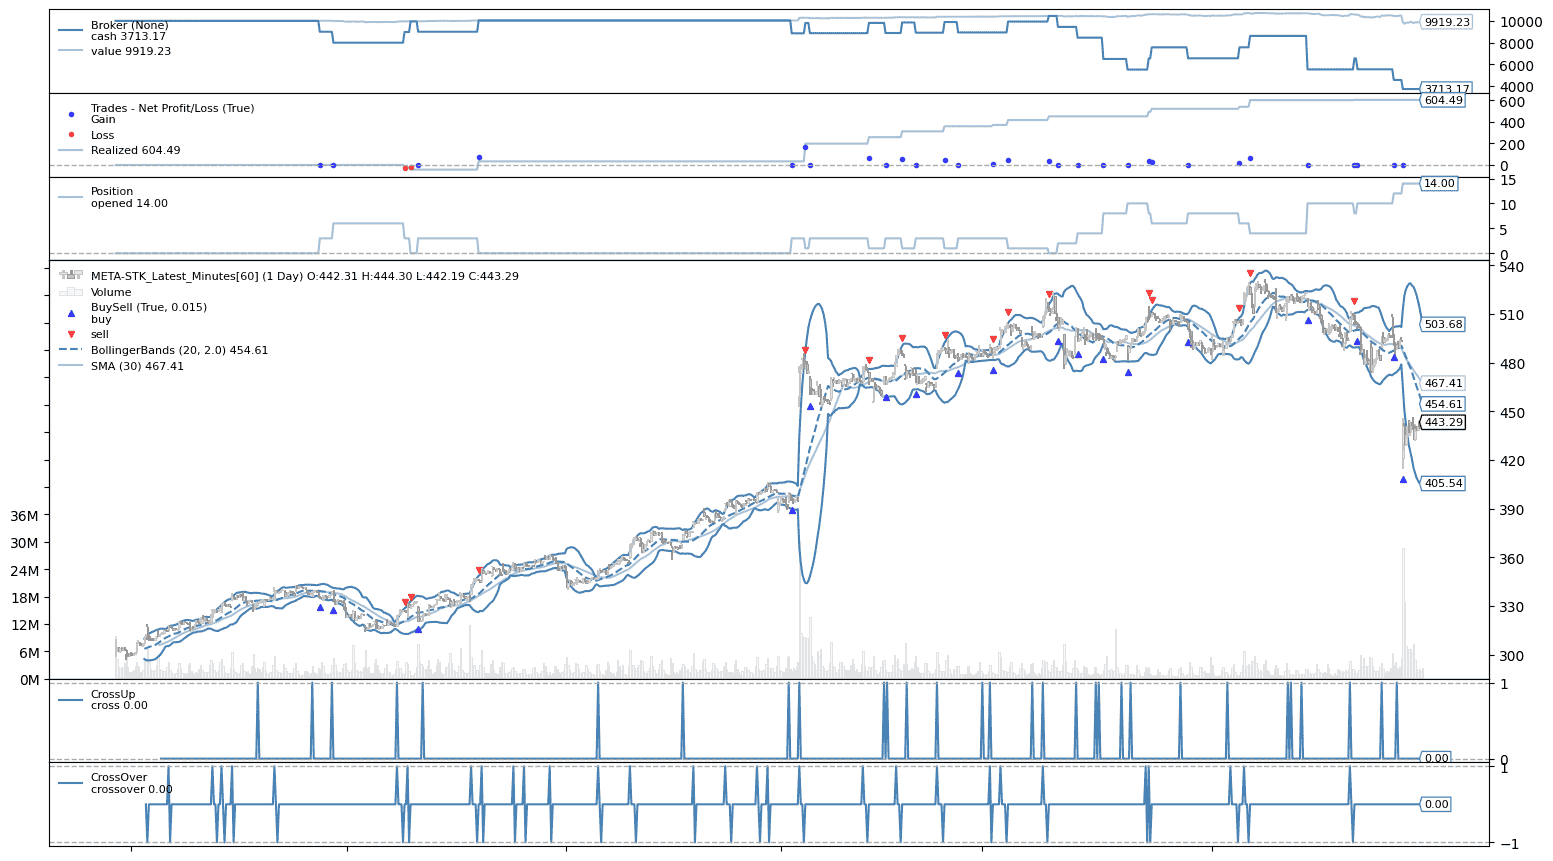 Broker (None)
cash 3713.17
value 9919.23
10000
8000
6000
4000
9919.23
3713.17
Trades - Net Profit/Loss (True)
Gain
Loss
Realized 604.49
600
400
200
0
604.49
Position
opened 14.00
15
10
5
0
14.00
META-STK_Latest_Minutes[60] (1 Day) O:442.31 H:444.30 L:442.19 C:443.29
Volume
BuySell (True, 0.015)
buy
sell
BollingerBands (20, 2.0) 454.61
SMA (30) 467.41
540
510
480
450
420
390
360
330
300
503.68
467.41
454.61
443.29
405.54
36M
30M
24M
18M
12M
6M
0M
CrossUp
cross 0.00
1
0
0.00
CrossOver
crossover 0.00
1
−1
0.00